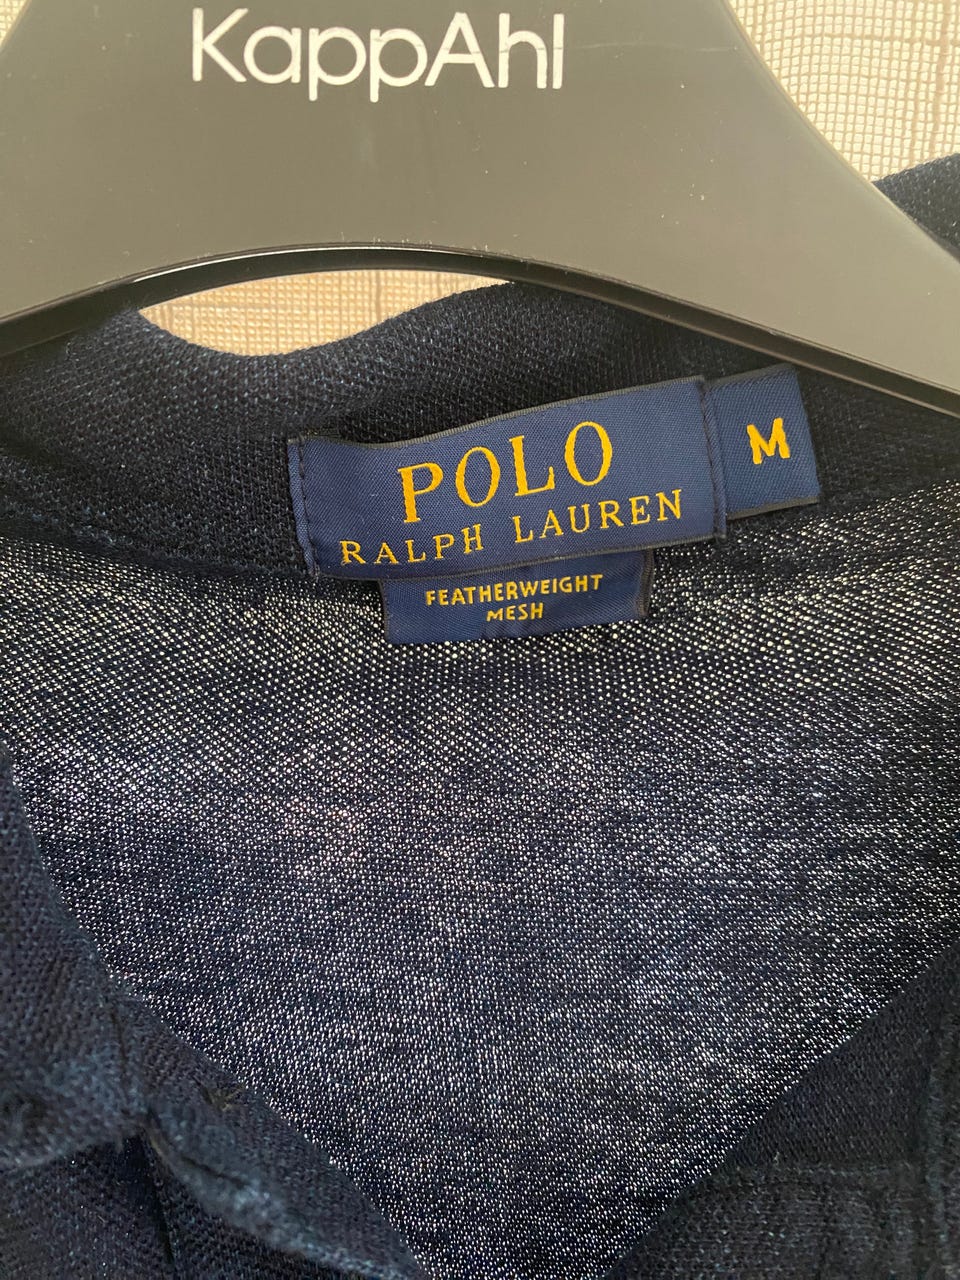 KappAhl
POLO
RALPH LAUREN
M
FEATHERWEIGHT
MESH